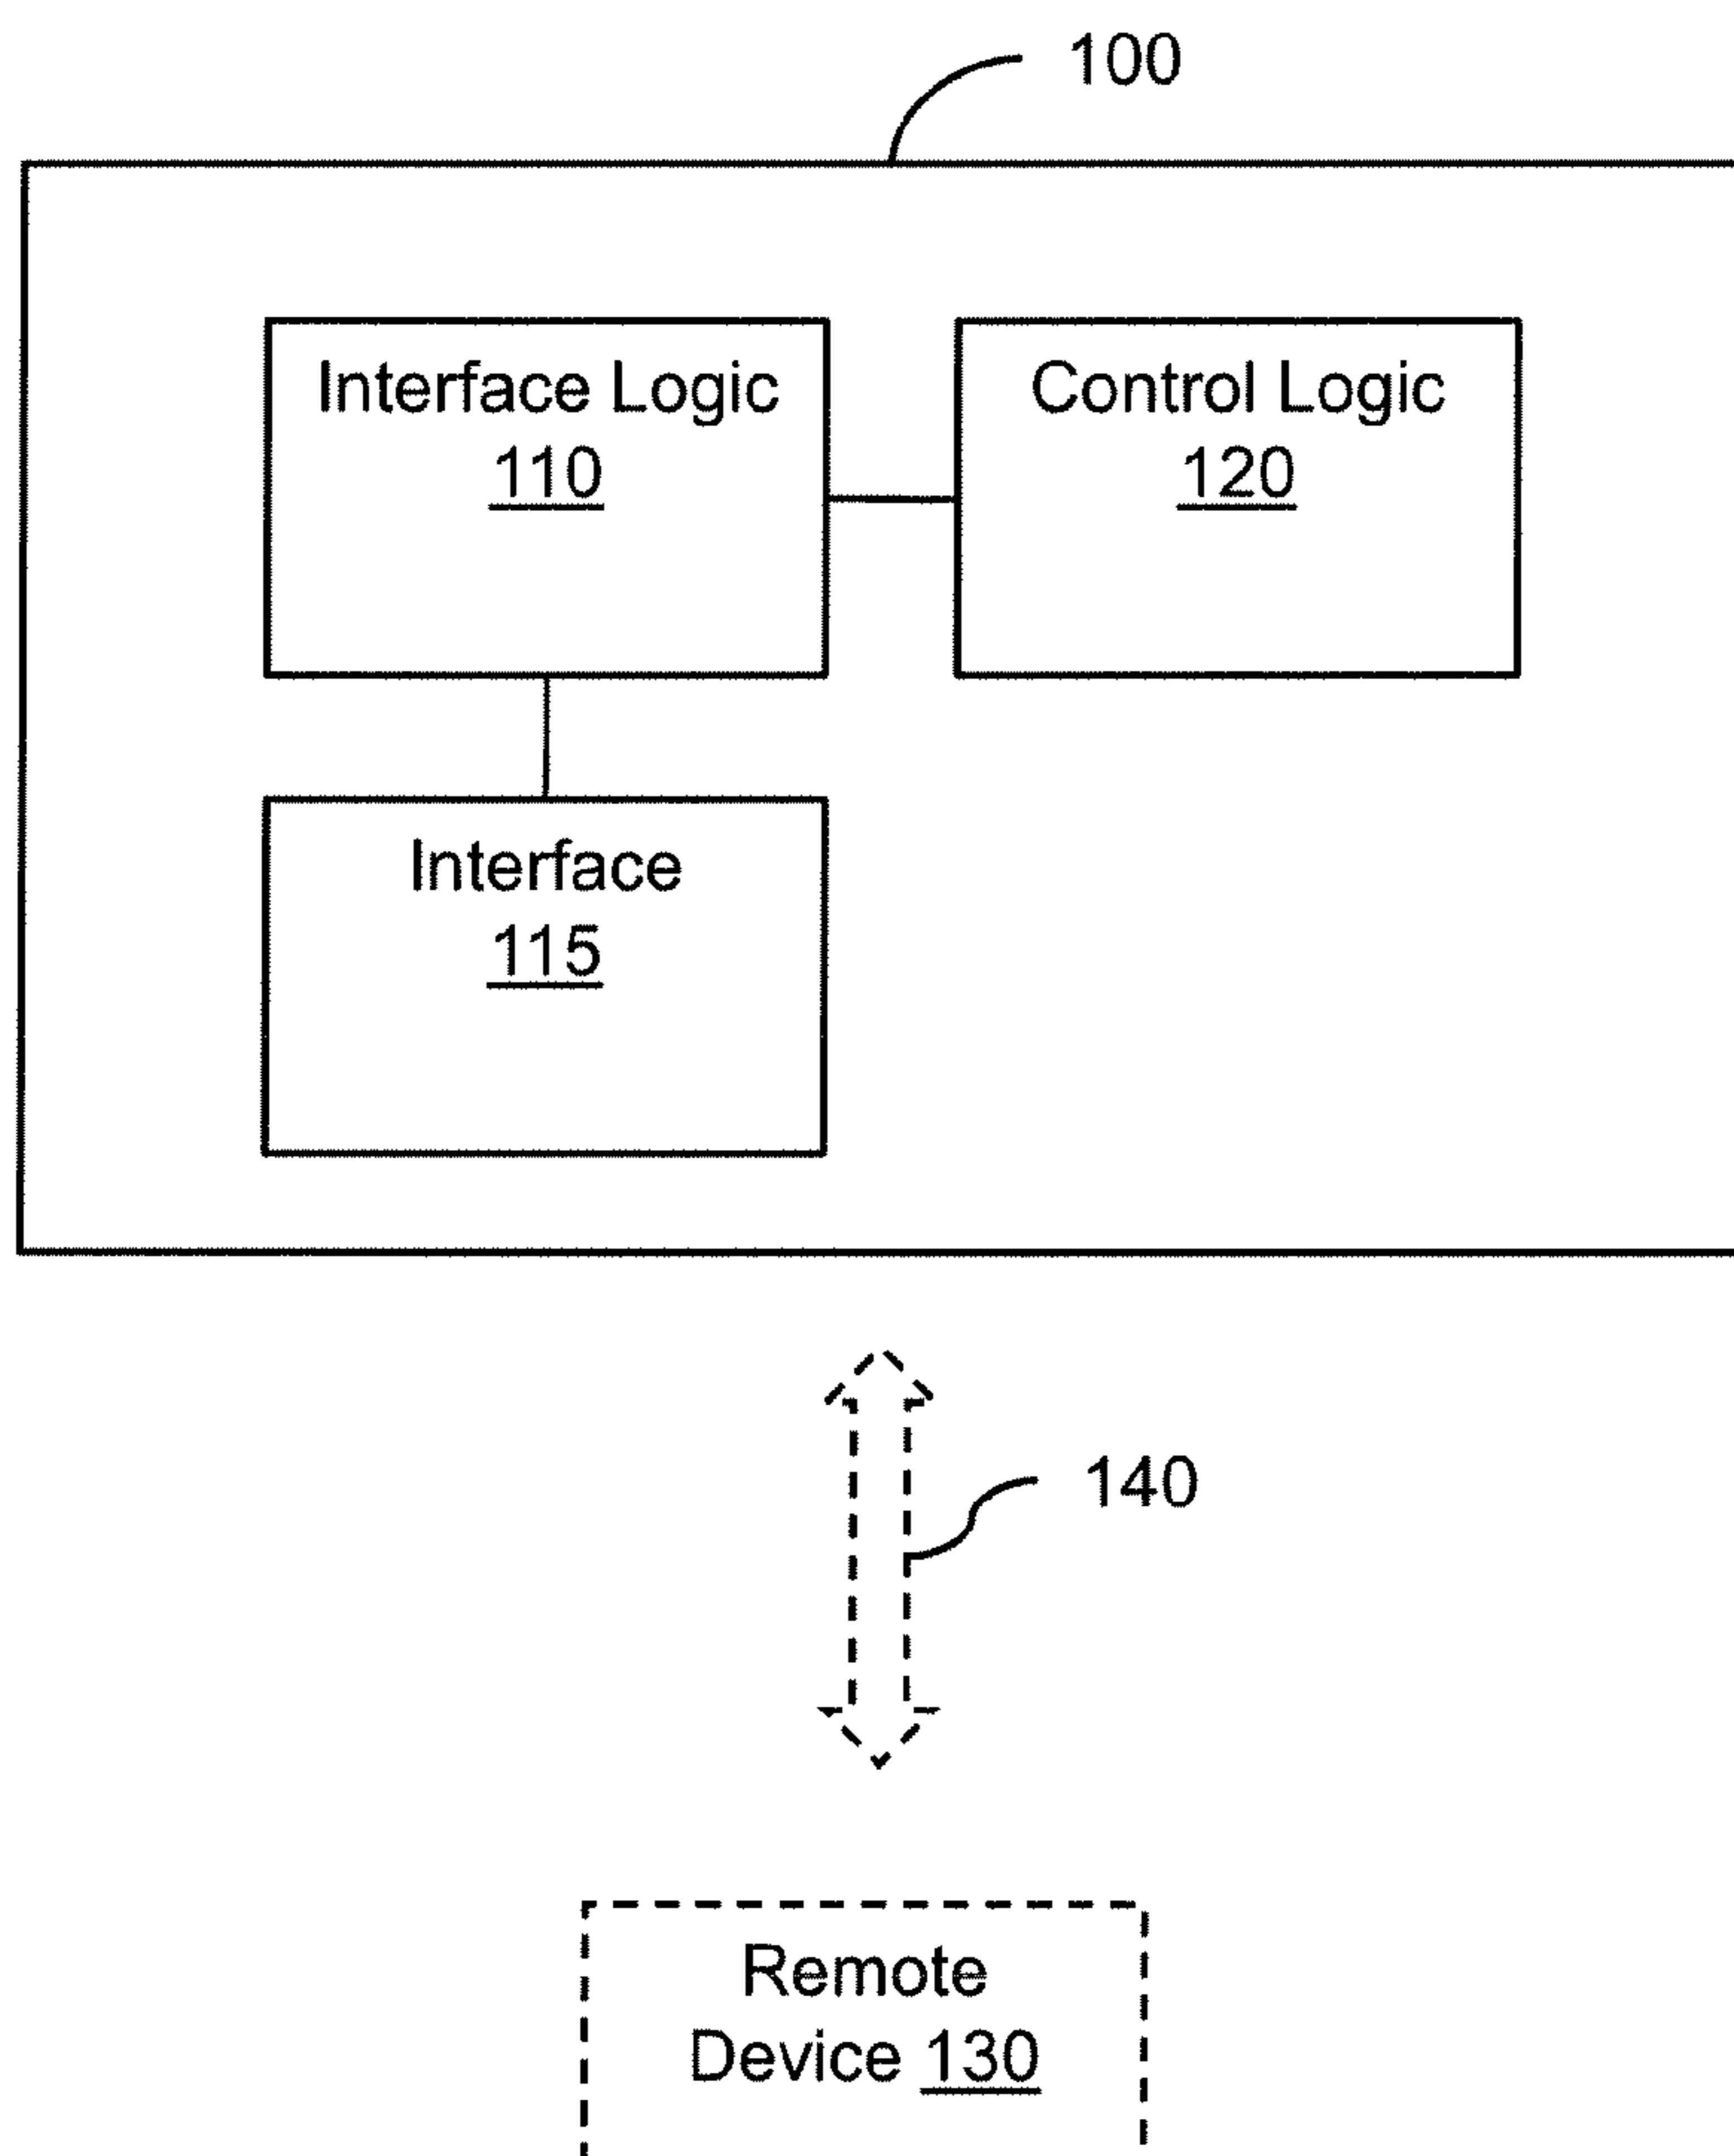 100
Interface Logic
110
Control Logic
120
Interface
115
140
Remote
Device 130